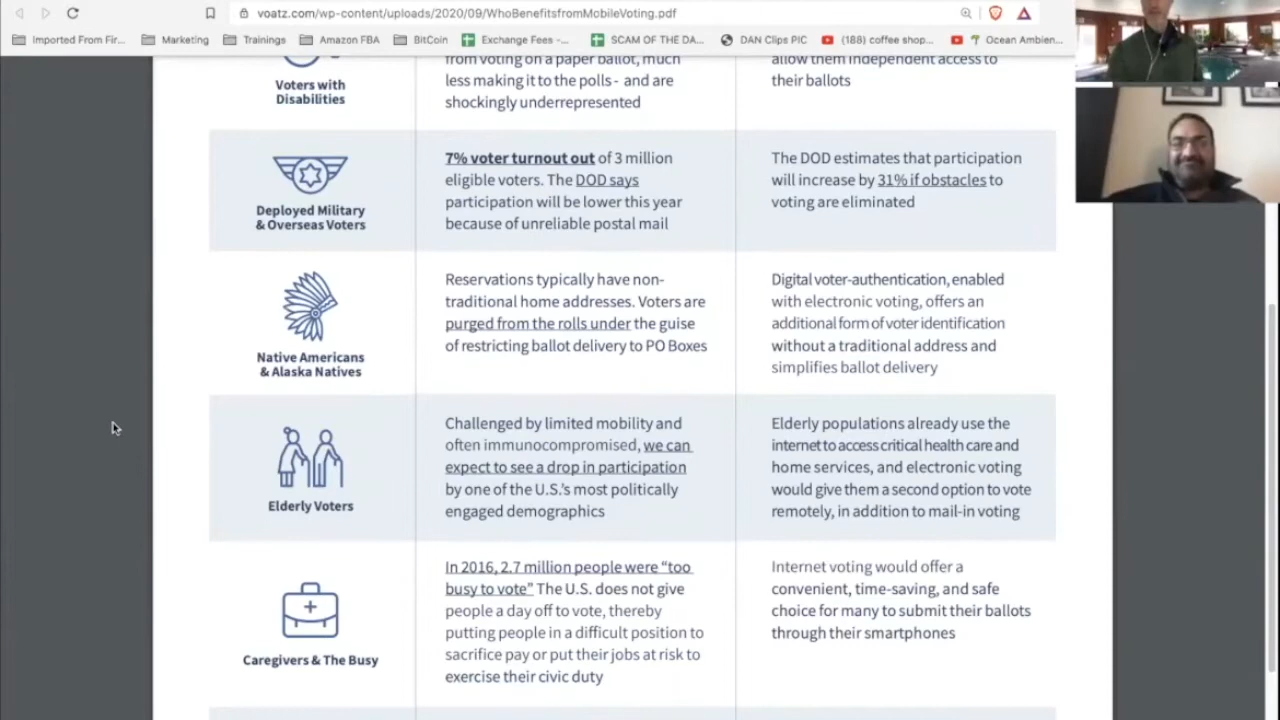 voatz.com/wp-content/uploads/2020/09/WhoBenefitsfromMobileVoting.pdf
Imported From Fir... Marketing Trainings Amazon FBA BitCoin Exchange Fees -... SCAM OF THE DA... DAN Clips PIC (188) coffee shop... Ocean Ambien...
Voters with
Disabilities
from voting on a paper ballot, much
less making it to the polls - and are
shockingly underrepresented
allow them independent access to
their ballots
Deployed Military
& Overseas Voters
7% voter turnout out of 3 million
eligible voters. The DOD says
participation will be lower this year
because of unreliable postal mail
The DOD estimates that participation
will increase by 31% if obstacles to
voting are eliminated
Native Americans
& Alaska Natives
Reservations typically have non-
traditional home addresses. Voters are
purged from the rolls under the guise
of restricting ballot delivery to PO Boxes
Digital voter-authentication, enabled
with electronic voting, offers an
additional form of voter identification
without a traditional address and
simplifies ballot delivery
Elderly Voters
Challenged by limited mobility and
often immunocompromised, we can
expect to see a drop in participation
by one of the U.S.'s most politically
engaged demographics
Elderly populations already use the
internet to access critical health care and
home services, and electronic voting
would give them a second option to vote
remotely, in addition to mail-in voting
Caregivers & The Busy
In 2016, 2.7 million people were “too
busy to vote” The U.S. does not give
people a day off to vote, thereby
putting people in a difficult position to
sacrifice pay or put their jobs at risk to
exercise their civic duty
Internet voting would offer a
convenient, time-saving, and safe
choice for many to submit their ballots
through their smartphones